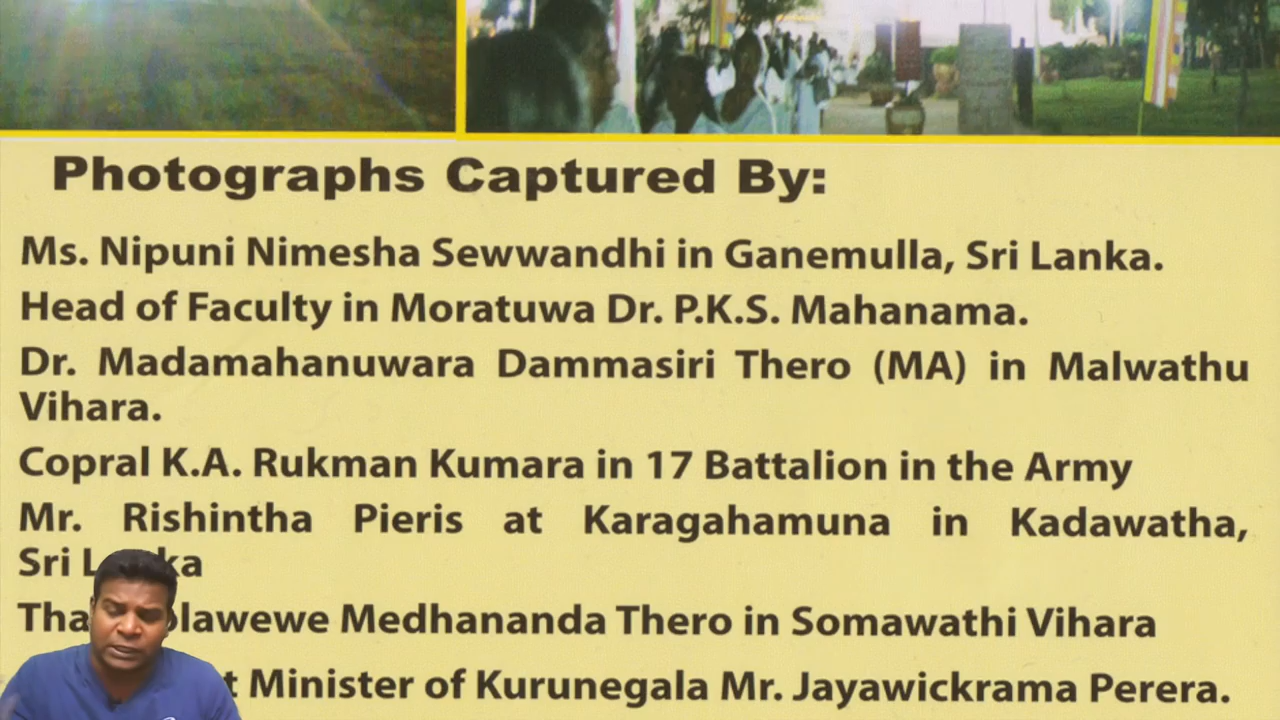 Photographs Captured By:
Ms. Nipuni Nimesha Sewwandhi in Ganemulla, Sri Lanka.
Head of Faculty in Moratuwa Dr. P.K.S. Mahanama.
Dr. Madamahanuwara Dammasiri Thero (MA) in Malwathu
Vihara.
Copral K.A. Rukman Kumara in 17 Battalion in the Army
Mr. Rishintha Pieris at Karagahamuna in Kadawatha,
Sri
Medhananda Thero in Somawathi Vihara
Minister of Kurunegala Mr. Jayawickrama Perera.